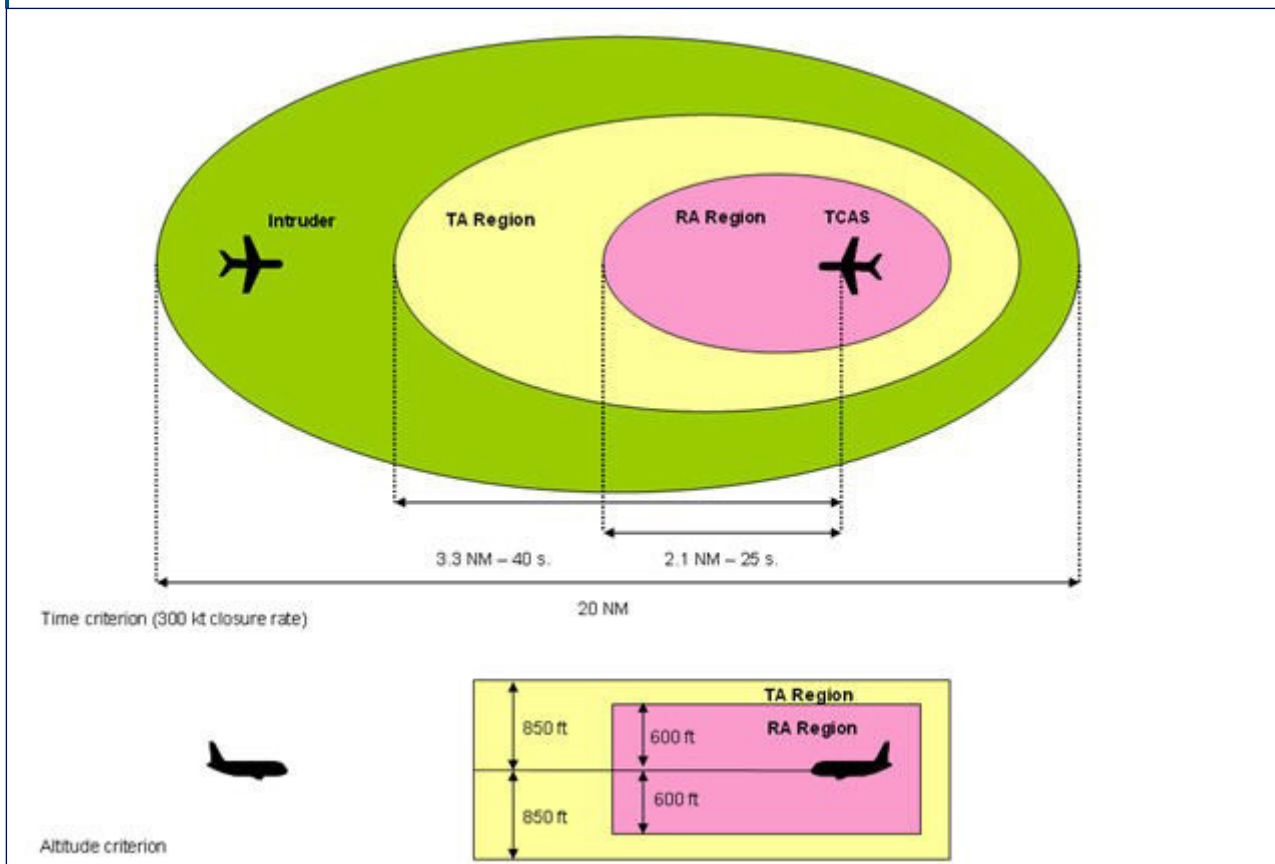 Intruder
TA Region
RA Region
TCAS
3.3 NM – 40 s.
2.1 NM – 25 s.
20 NM
Time criterion (300 kt closure rate)
TA Region
850 ft
600 ft
RA Region
850 ft
600 ft
Altitude criterion